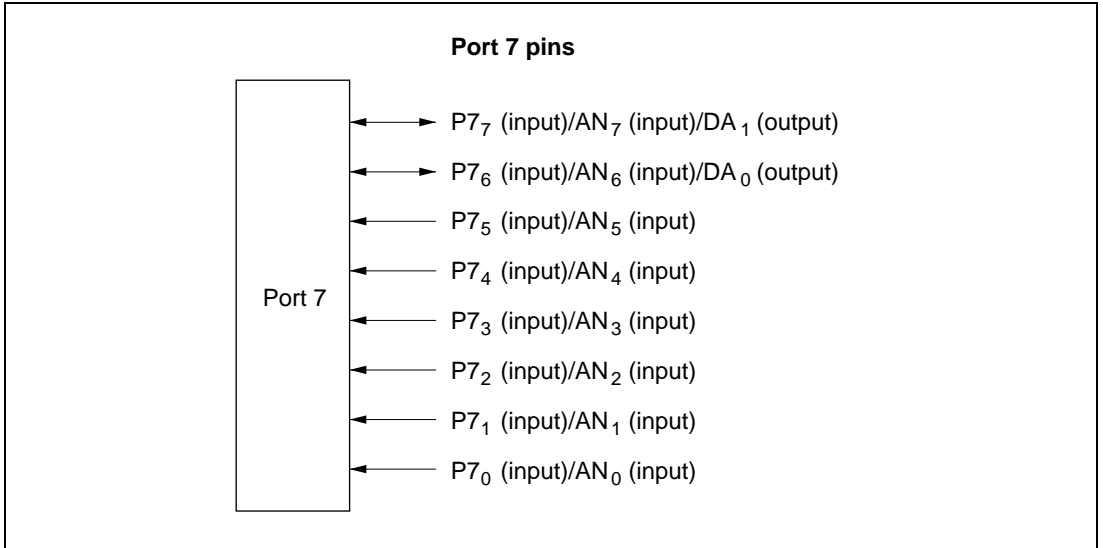 Port 7 pins
P7₇ (input)/AN₇ (input)/DA₁ (output)
P7₆ (input)/AN₆ (input)/DA₀ (output)
P7₅ (input)/AN₅ (input)
P7₄ (input)/AN₄ (input)
Port 7
P7₃ (input)/AN₃ (input)
P7₂ (input)/AN₂ (input)
P7₁ (input)/AN₁ (input)
P7₀ (input)/AN₀ (input)